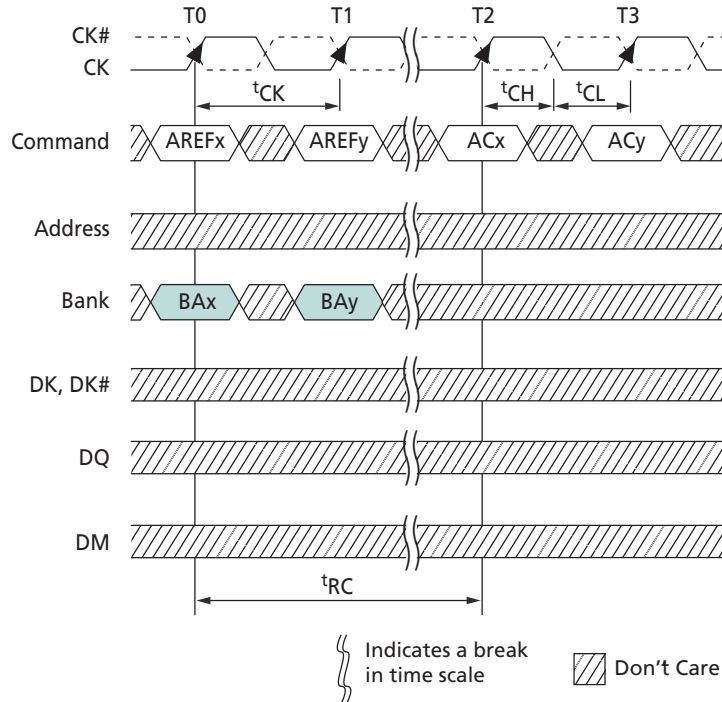 T0 T1 T2 T3
CK#
CK
tCK tCH tCL
Command AREFx AREFy ACx ACy
Address
Bank BAx BAy
DK, DK#
DQ
DM
tRC
Indicates a break
in time scale
Don't Care